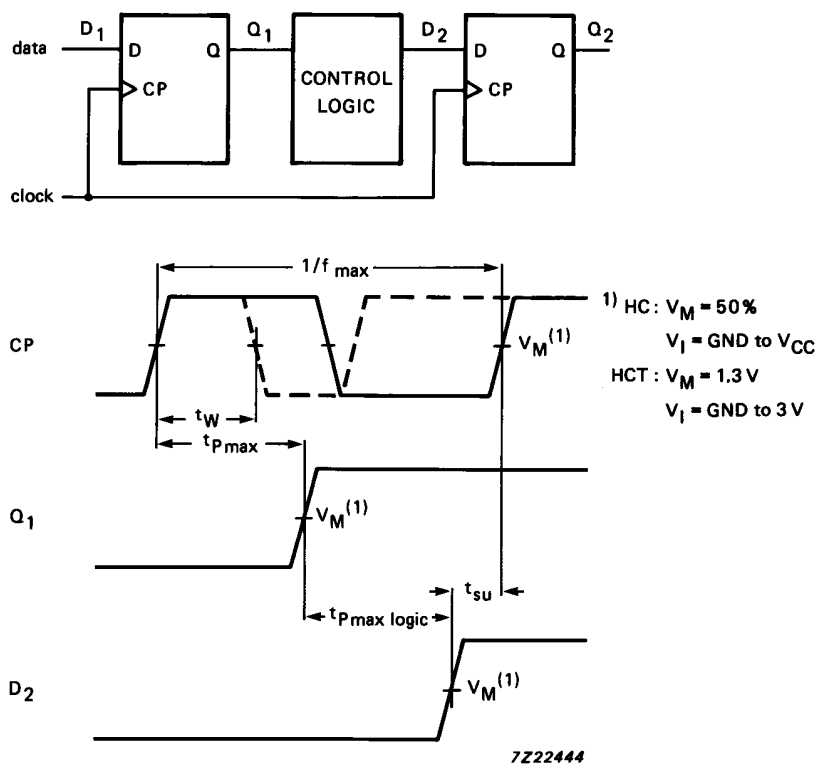 D1 Q1 D2 Q2
data D Q CONTROL LOGIC D Q
CP CP
clock
1/f max
CP VM(1)
1) HC : VM = 50%
VI = GND to VCC
HCT : VM = 1,3 V
VI = GND to 3 V
tW
tPmax
Q1 VM(1)
tsu
tPmax logic
D2 VM(1)
7Z22444